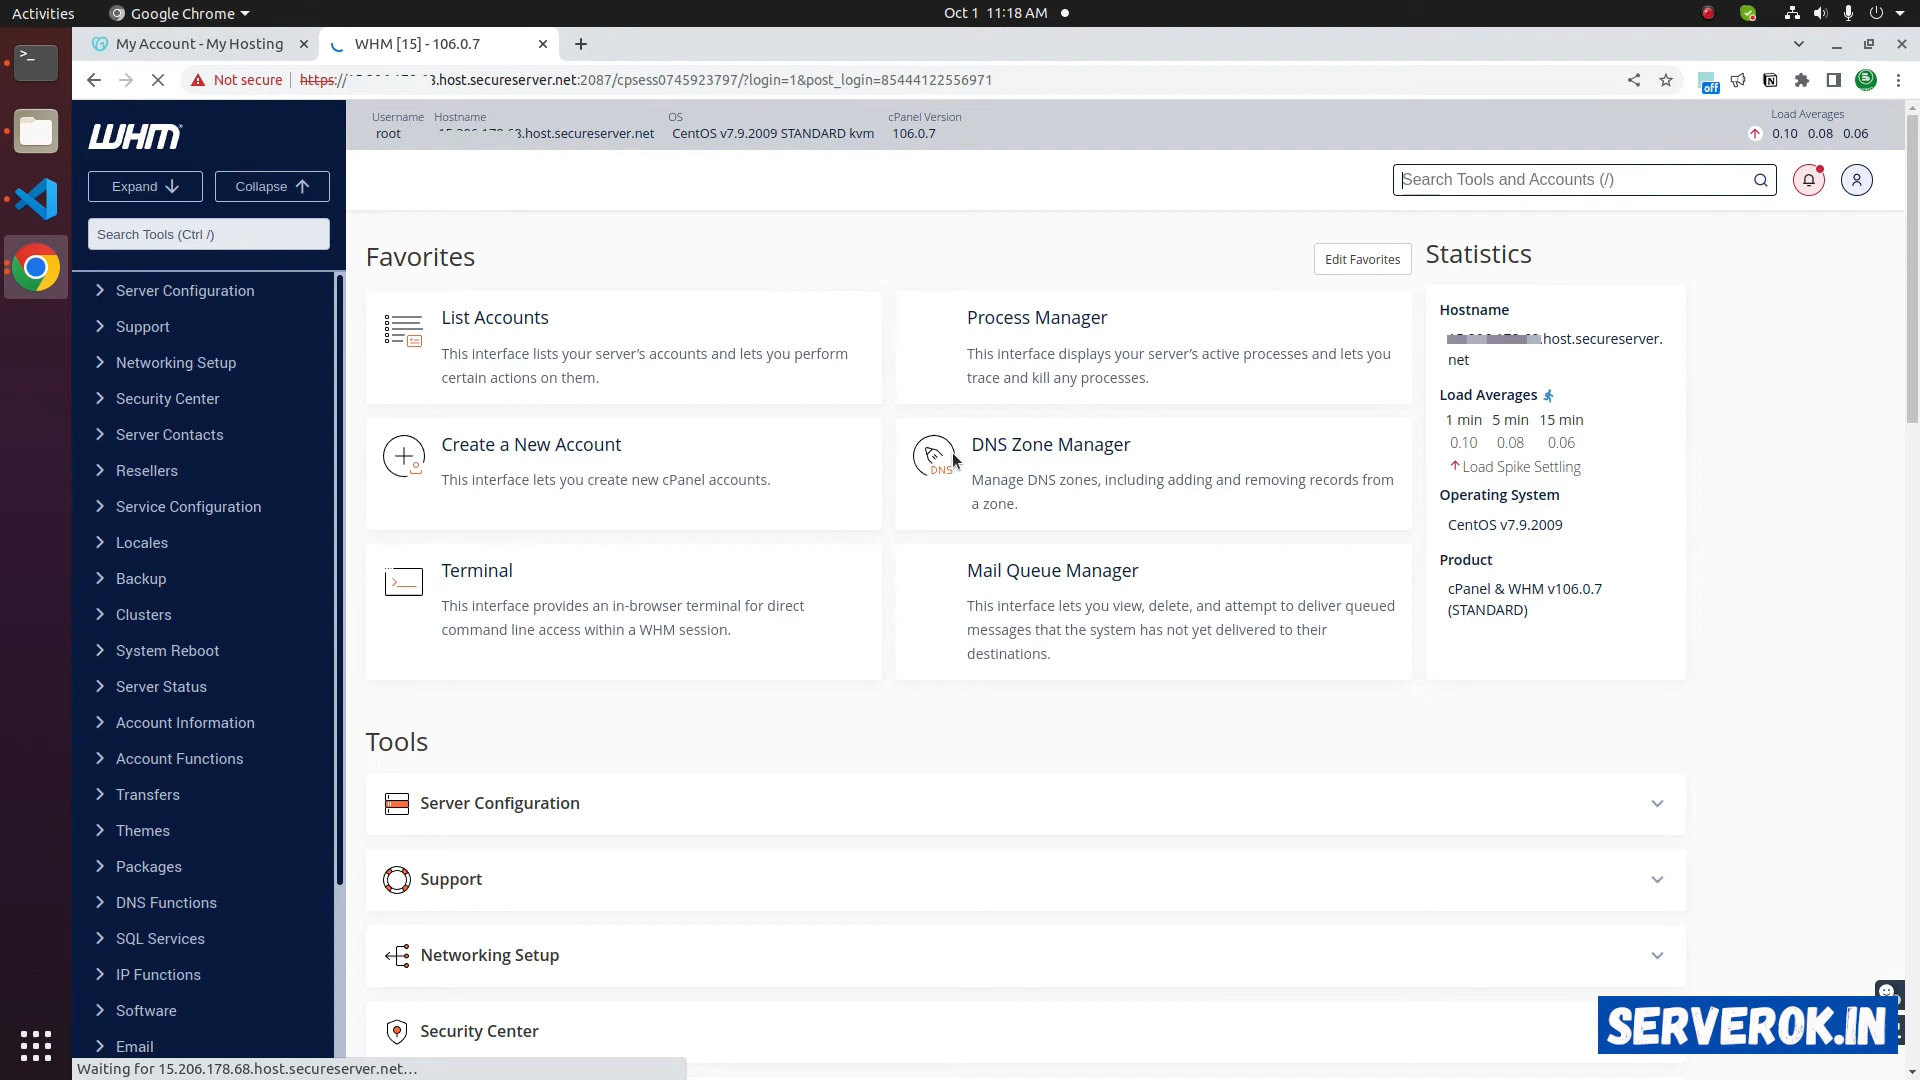 Activities
Google Chrome
Oct 1 11:18 AM
My Account - My Hosting
WHM [15] - 106.0.7
Not secure
https://
.host.secureserver.net:2087/cpsess0745923797/?login=1&post_login=85444122556971
off
WHM
Expand
Collapse
Search Tools (Ctrl /)
Server Configuration
Support
Networking Setup
Security Center
Server Contacts
Resellers
Service Configuration
Locales
Backup
Clusters
System Reboot
Server Status
Account Information
Account Functions
Transfers
Themes
Packages
DNS Functions
SQL Services
IP Functions
Software
Email
Username Hostname OS cPanel Version
root .host.secureserver.net CentOS v7.9.2009 STANDARD kvm 106.0.7
Load Averages
0.10 0.08 0.06
Search Tools and Accounts (/)
Favorites
Edit Favorites
List Accounts
This interface lists your server’s accounts and lets you perform
certain actions on them.
Process Manager
This interface displays your server’s active processes and lets you
trace and kill any processes.
Create a New Account
This interface lets you create new cPanel accounts.
DNS
DNS Zone Manager
Manage DNS zones, including adding and removing records from
a zone.
Terminal
This interface provides an in-browser terminal for direct
command line access within a WHM session.
Mail Queue Manager
This interface lets you view, delete, and attempt to deliver queued
messages that the system has not yet delivered to their
destinations.
Statistics
Hostname
.host.secureserver.
net
Load Averages
1 min 5 min 15 min
0.10 0.08 0.06
Load Spike Settling
Operating System
CentOS v7.9.2009
Product
cPanel & WHM v106.0.7
(STANDARD)
Tools
Server Configuration
Support
Networking Setup
Security Center
SERVEROK.IN
Waiting for 15.206.178.68.host.secureserver.net…